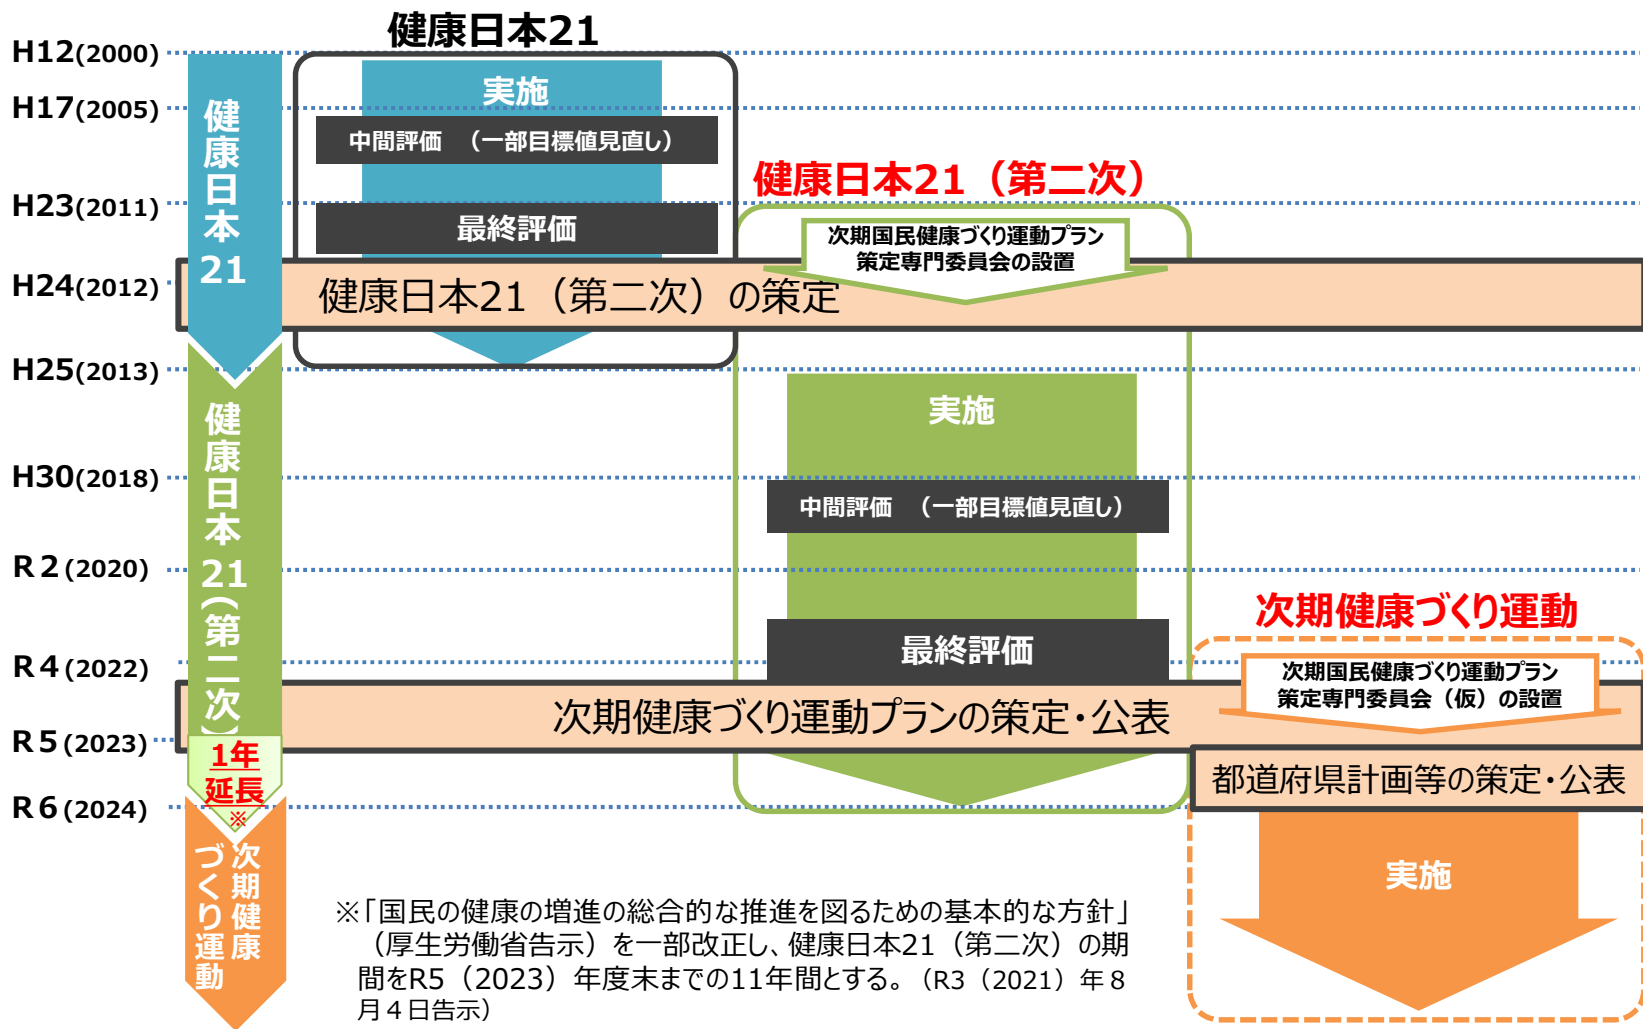 健康日本21
H12(2000)
H17(2005)
H23(2011)
H24(2012)
H25(2013)
H30(2018)
R2(2020)
R4(2022)
R5(2023)
R6(2024)
健康日本21
健康日本21(第二次)
1年
延長
※
次期健康
づくり運動
実施
中間評価 （一部目標値見直し）
最終評価
健康日本21（第二次）の策定
健康日本21（第二次）
次期国民健康づくり運動プラン
策定専門委員会の設置
実施
中間評価 （一部目標値見直し）
最終評価
次期健康づくり運動プランの策定・公表
次期健康づくり運動
次期国民健康づくり運動プラン
策定専門委員会（仮）の設置
都道府県計画等の策定・公表
実施
※「国民の健康の増進の総合的な推進を図るための基本的な方針」
（厚生労働省告示）を一部改正し、健康日本21（第二次）の期
間をR5（2023）年度末までの11年間とする。（R3（2021）年８
月４日告示）